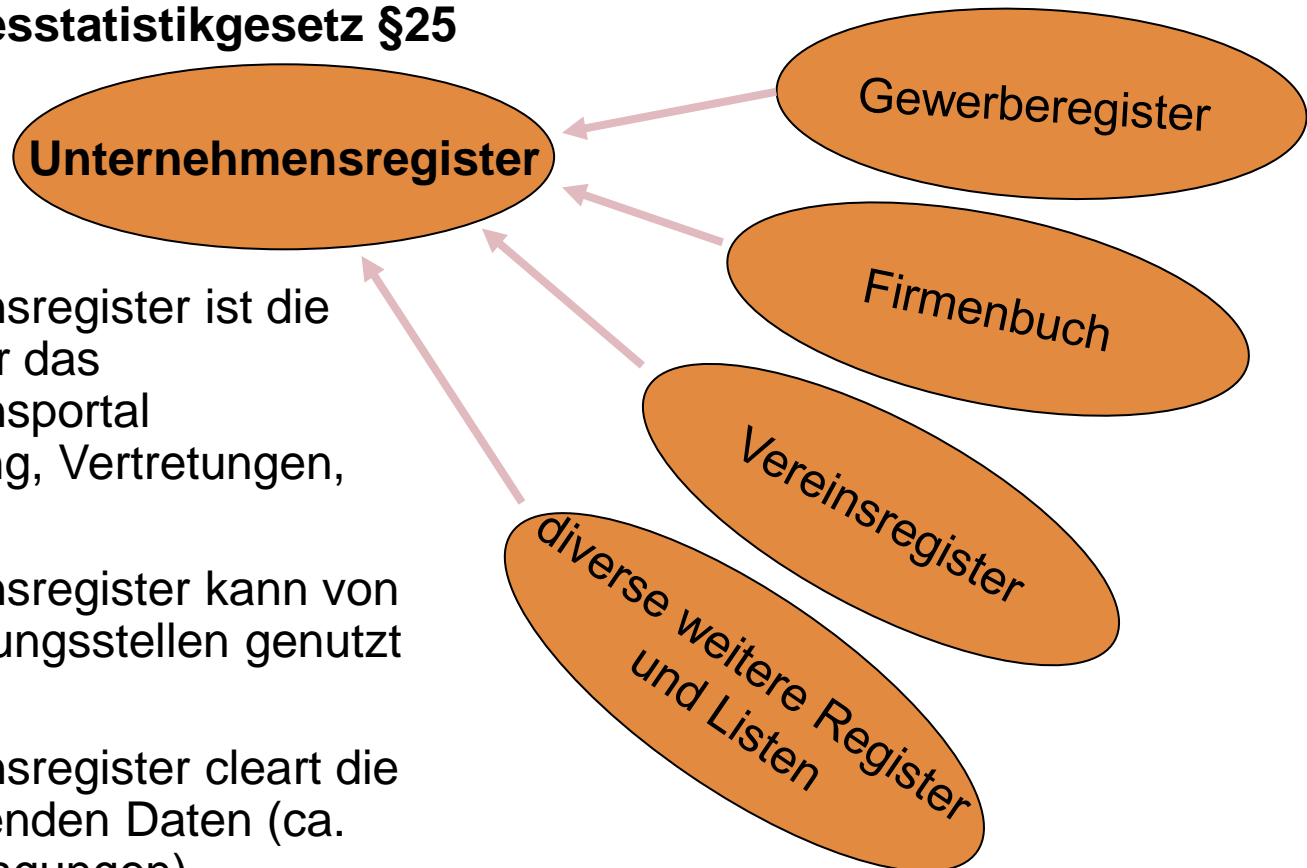 esstatistikgesetz §25
Unternehmensregister
Gewerberegister
Firmenbuch
Vereinsregister
diverse weitere Register
und Listen
nsregister ist die
r das
nsportal
ng, Vertretungen,
nsregister kann von
ungsstellen genutzt
nsregister cleart die
enden Daten (ca.
agungen)